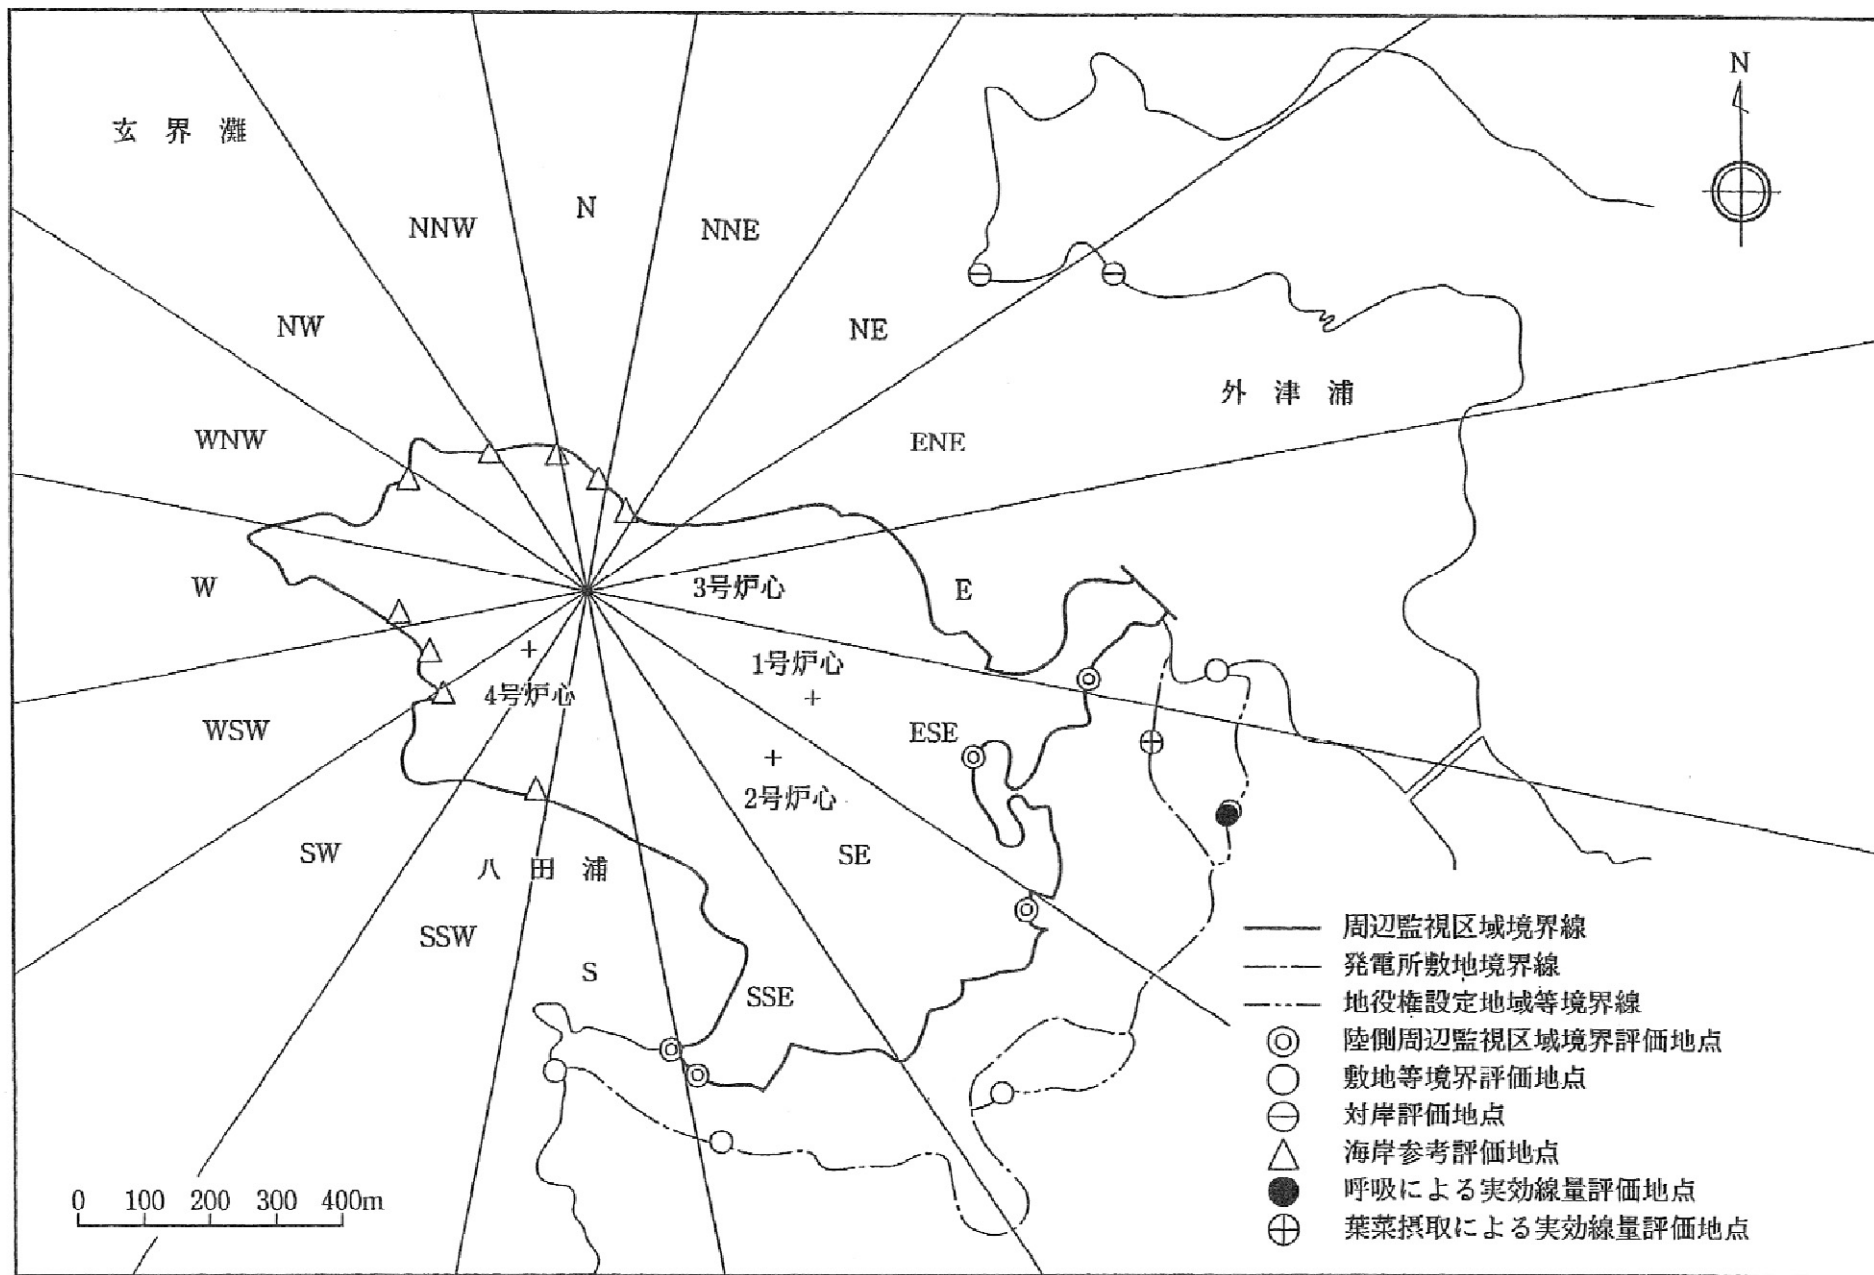 N
玄界灘
N
NNW
NNE
NW
NE
外津浦
WNW
ENE
W
3号炉心
E
1号炉心
4号炉心
WSW
ESE
2号炉心
SW
SE
八田浦
SSW
S
SSE
周辺監視区域境界線
発電所敷地境界線
地役権設定地域等境界線
陸側周辺監視区域境界評価地点
敷地等境界評価地点
対岸評価地点
海岸参考評価地点
呼吸による実効線量評価地点
葉菜摂取による実効線量評価地点
0 100 200 300 400m